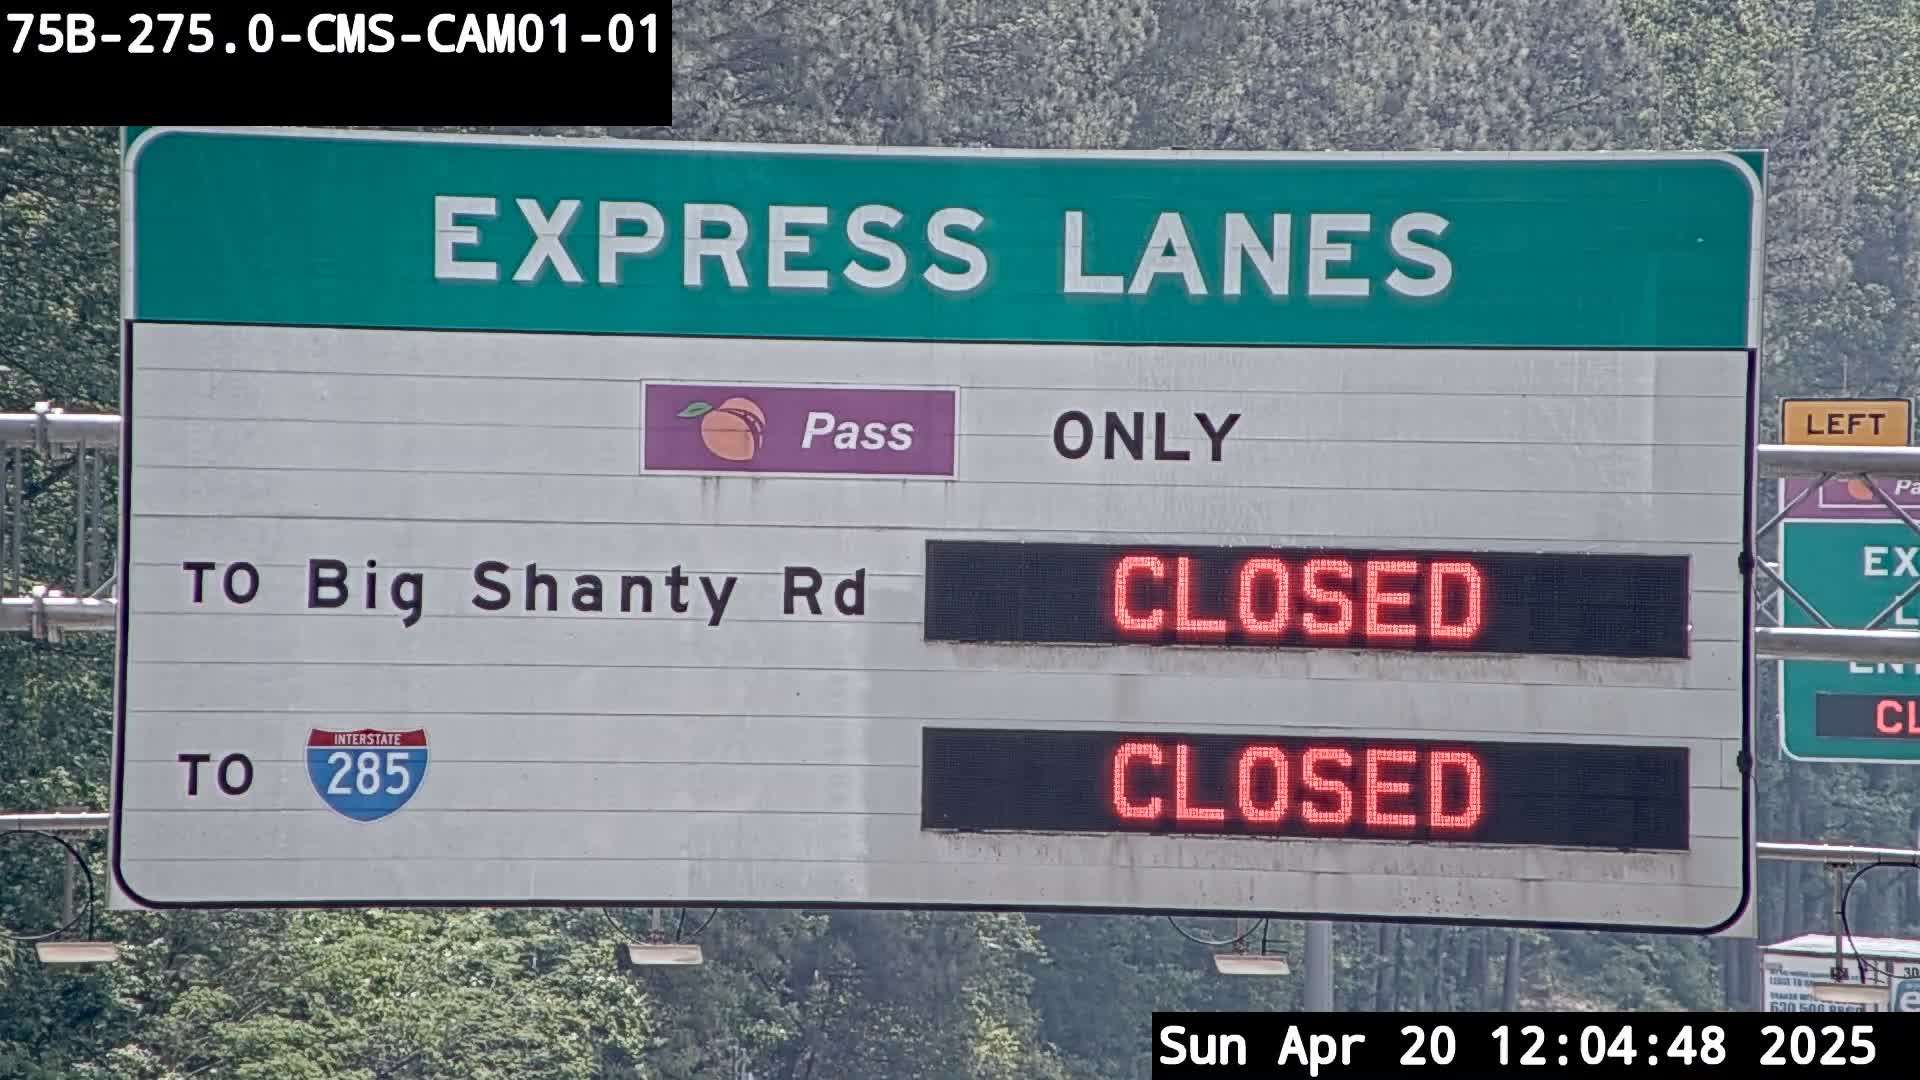 75B-275.0-CMS-CAM01-01
EXPRESS LANES
Pass ONLY
TO Big Shanty Rd CLOSED
TO INTERSTATE 285 CLOSED
LEFT
Sun Apr 20 12:04:48 2025